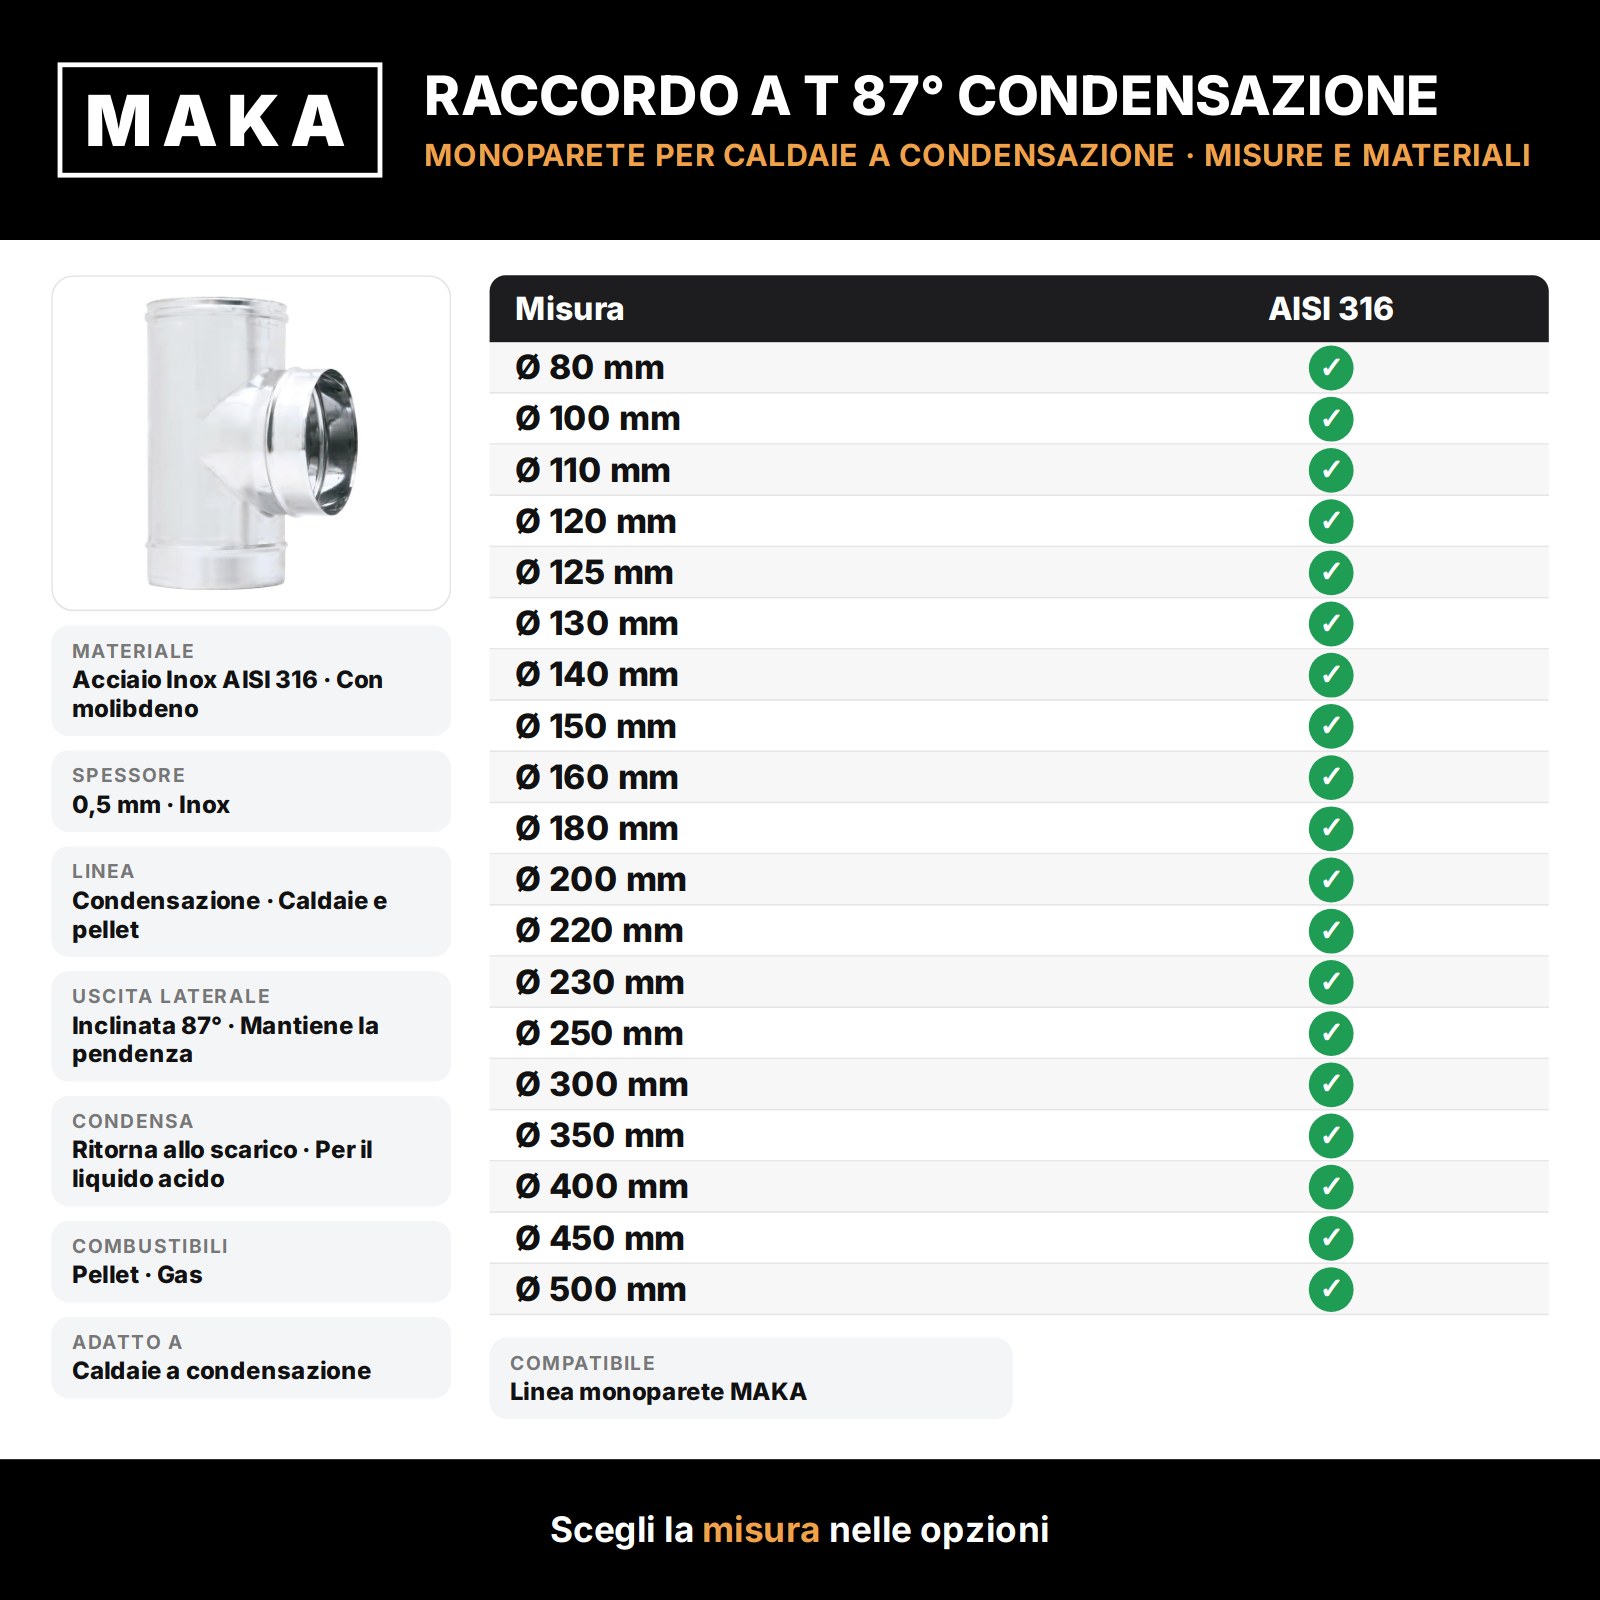 MAKA
RACCORDO A T 87° CONDENSAZIONE
MONOPARETE PER CALDAIE A CONDENSAZIONE · MISURE E MATERIALI
MATERIALE
Acciaio Inox AISI 316 · Con
molibdeno
SPESSORE
0,5 mm · Inox
LINEA
Condensazione · Caldaie e
pellet
USCITA LATERALE
Inclinata 87° · Mantiene la
pendenza
CONDENSA
Ritorna allo scarico · Per il
liquido acido
COMBUSTIBILI
Pellet · Gas
ADATTO A
Caldaie a condensazione
Misura AISI 316
Ø 80 mm ✓
Ø 100 mm ✓
Ø 110 mm ✓
Ø 120 mm ✓
Ø 125 mm ✓
Ø 130 mm ✓
Ø 140 mm ✓
Ø 150 mm ✓
Ø 160 mm ✓
Ø 180 mm ✓
Ø 200 mm ✓
Ø 220 mm ✓
Ø 230 mm ✓
Ø 250 mm ✓
Ø 300 mm ✓
Ø 350 mm ✓
Ø 400 mm ✓
Ø 450 mm ✓
Ø 500 mm ✓
COMPATIBILE
Linea monoparete MAKA
Scegli la misura nelle opzioni